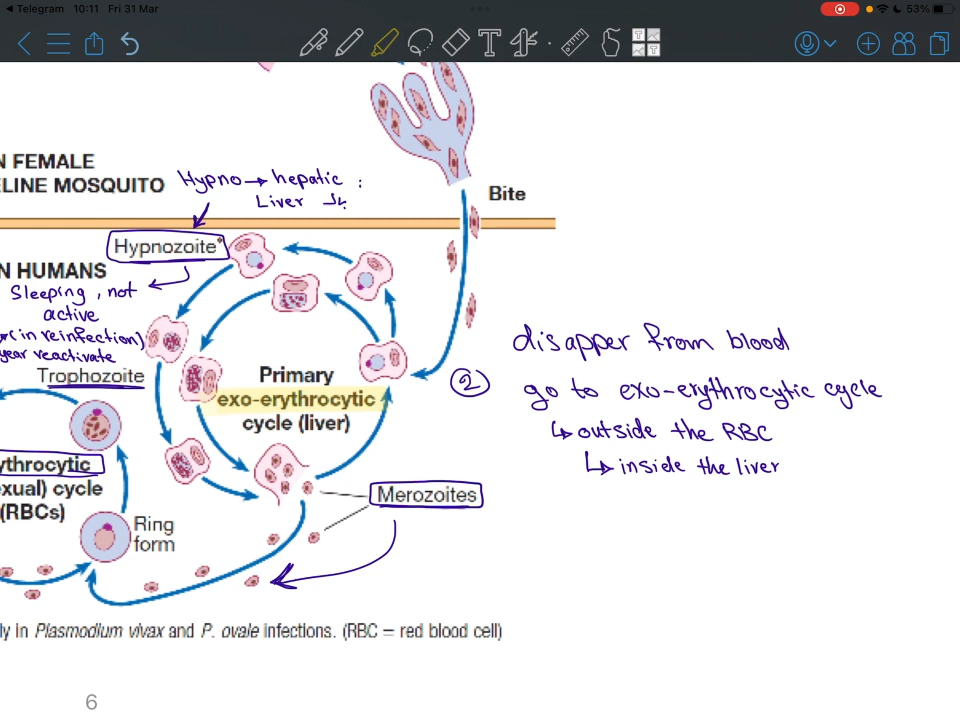 Telegram 10:11 Fri 31 Mar
53%
N FEMALE
ELINE MOSQUITO
Hypno → hepatic :
Liver
Bite
Hypnozoite*
N HUMANS
Sleeping, not
active
(in reinfection)
year reactivate
Trophozoite
Primary
exo-erythrocytic
cycle (liver)
disapper from blood
② go to exo-erythrocytic cycle
↳ outside the RBC
↳ inside the liver
ythrocytic
exual) cycle
(RBCs)
Merozoites
Ring
form
ly in Plasmodium vivax and P. ovale infections. (RBC = red blood cell)
6